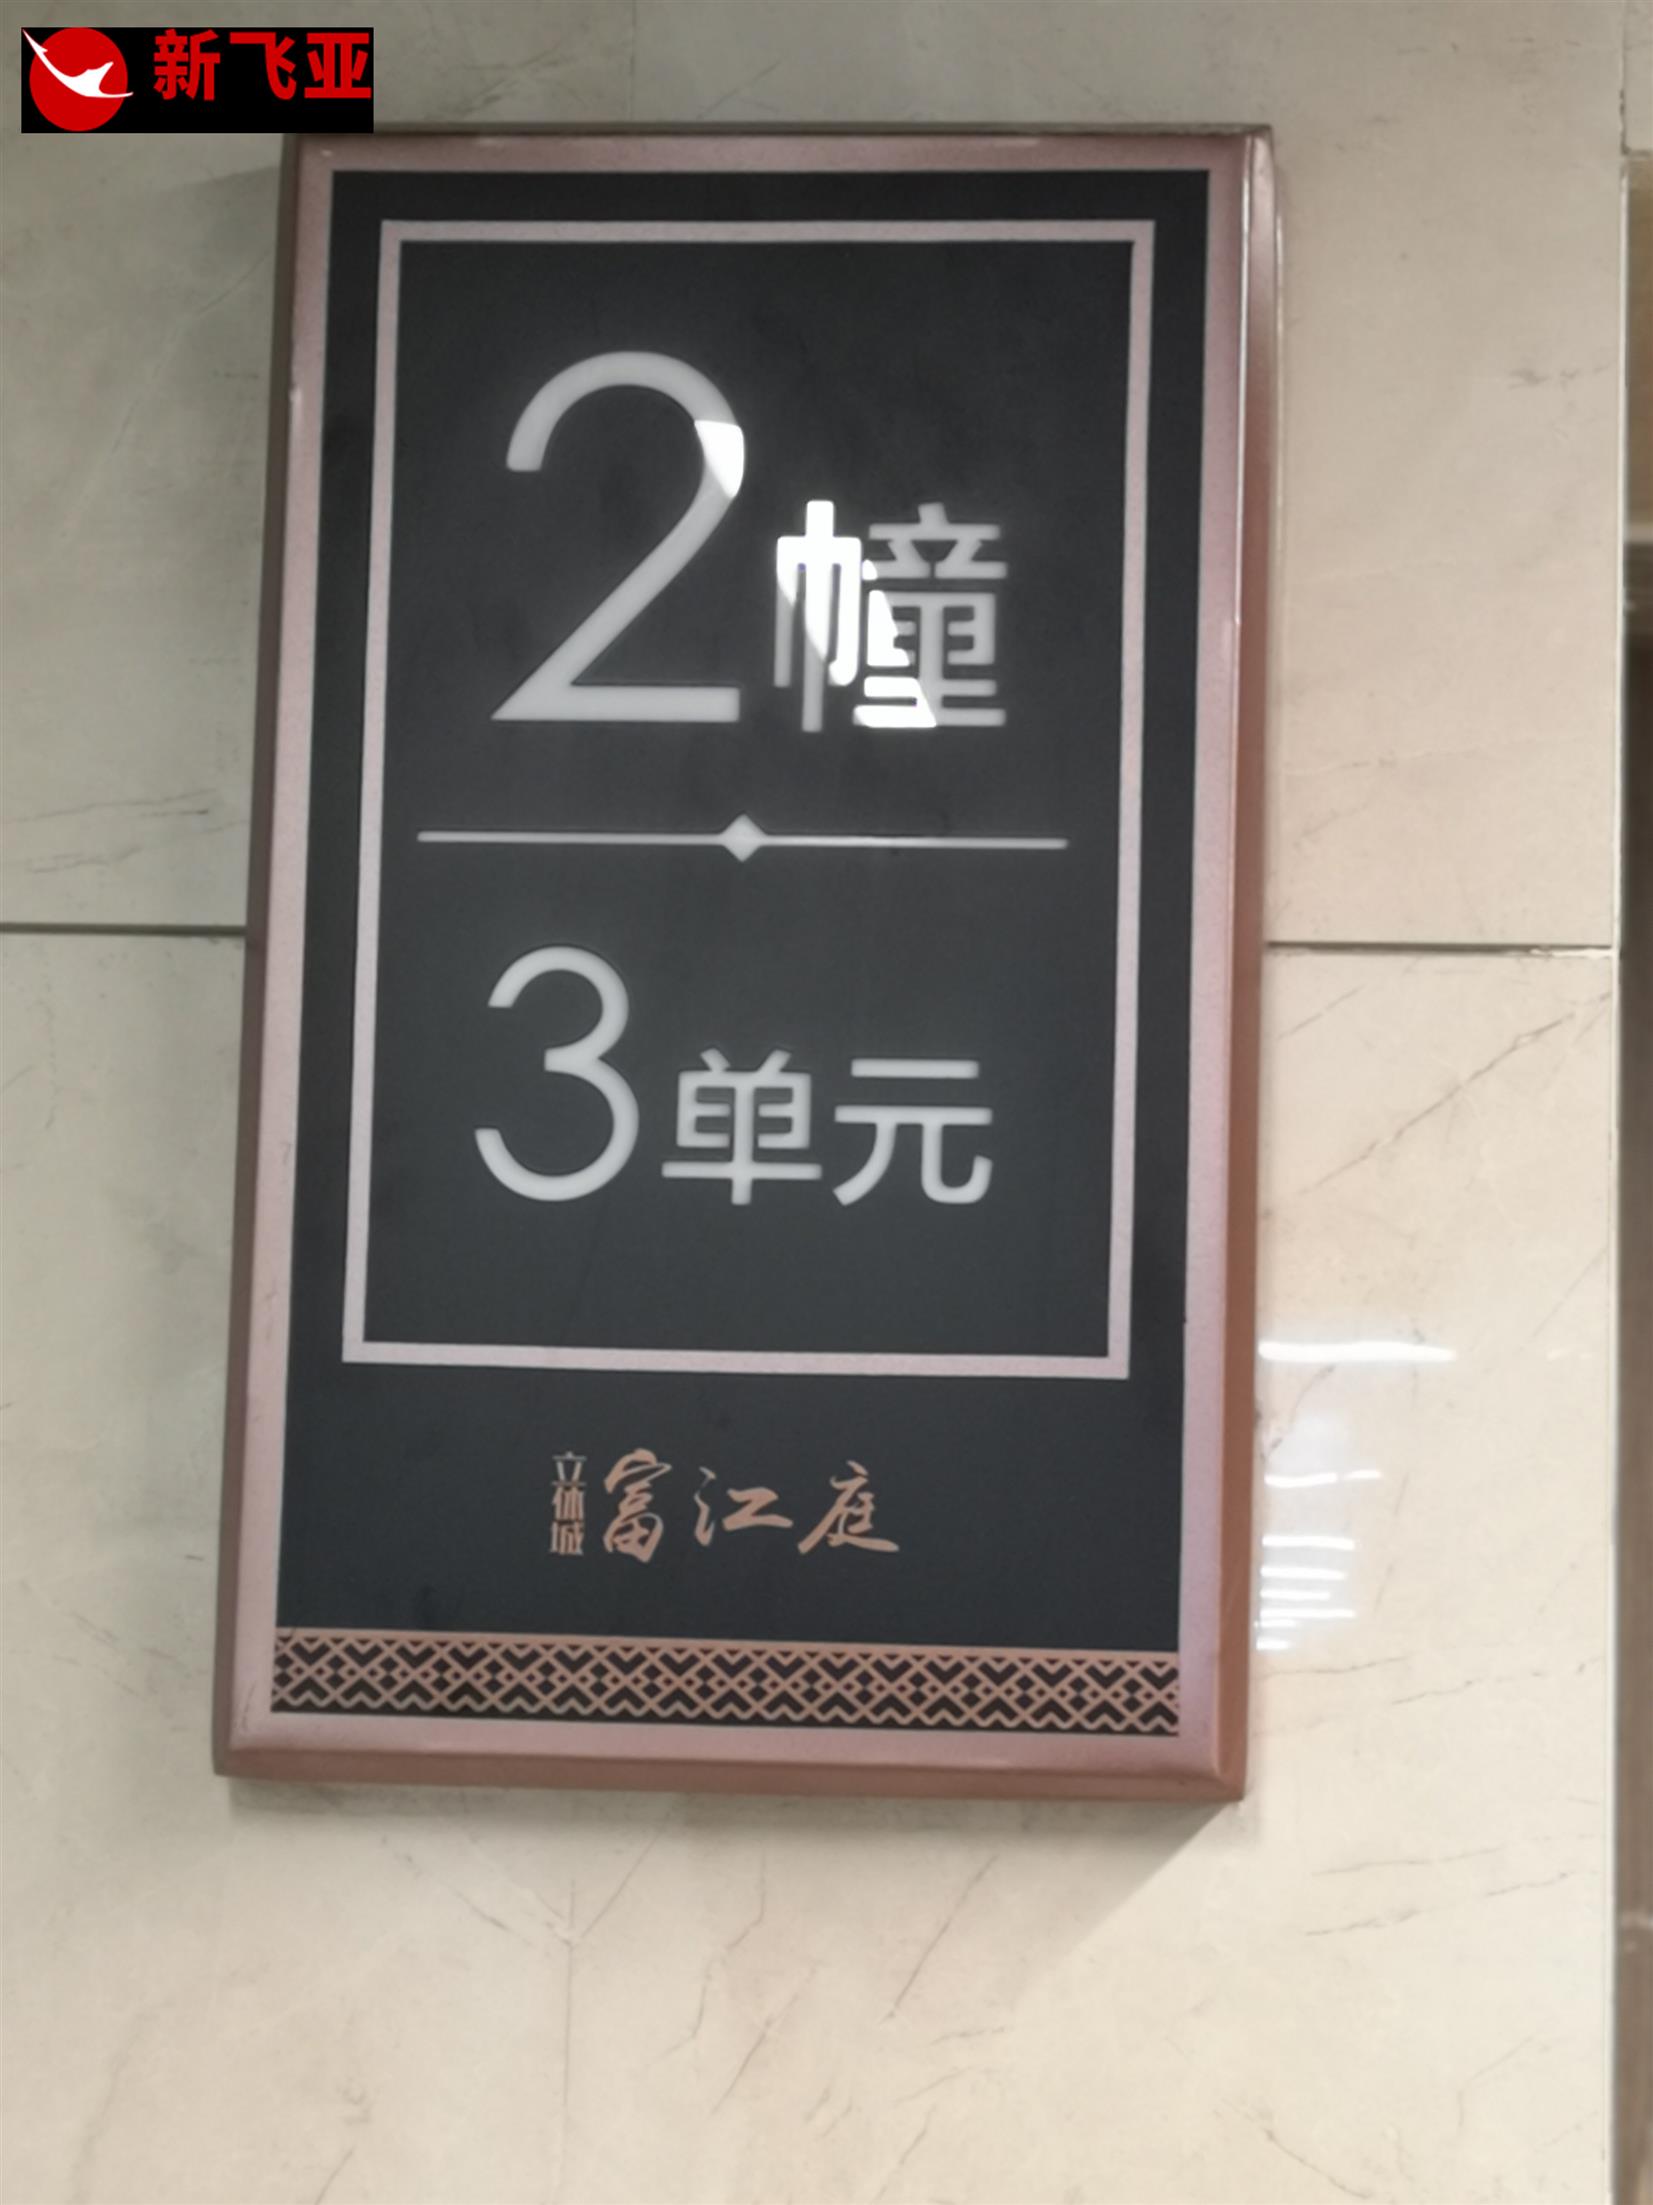 新飞亚
2幢
3单元
立体城 富江庭